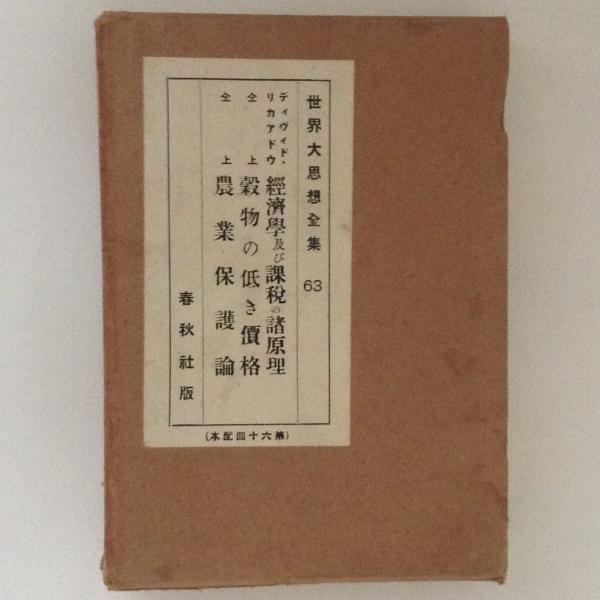 世界大思想全集 63
ディヴィド・リカアドウ 經濟學及び課税の諸原理
仝上 穀物の低き價格
仝上 農業保護論
春秋社版
(第六十回配本)